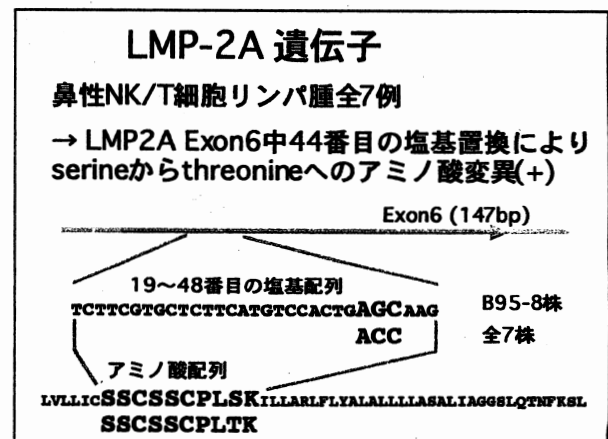 LMP-2A 遺伝子
鼻性NK/T細胞リンパ腫全7例
→ LMP2A Exon6中44番目の塩基置換により
serineからthreonineへのアミノ酸変異(+)
Exon6 (147bp)
19～48番目の塩基配列
TCTTCGTGCTCTTCATGTCCACTGAGCAAG B95-8株
ACC 全7株
アミノ酸配列
LVLLICSSCSSCPLSKILLARLFLYALALLLLASALIAGGSLQTNFKSL
SSCSSCPLTK